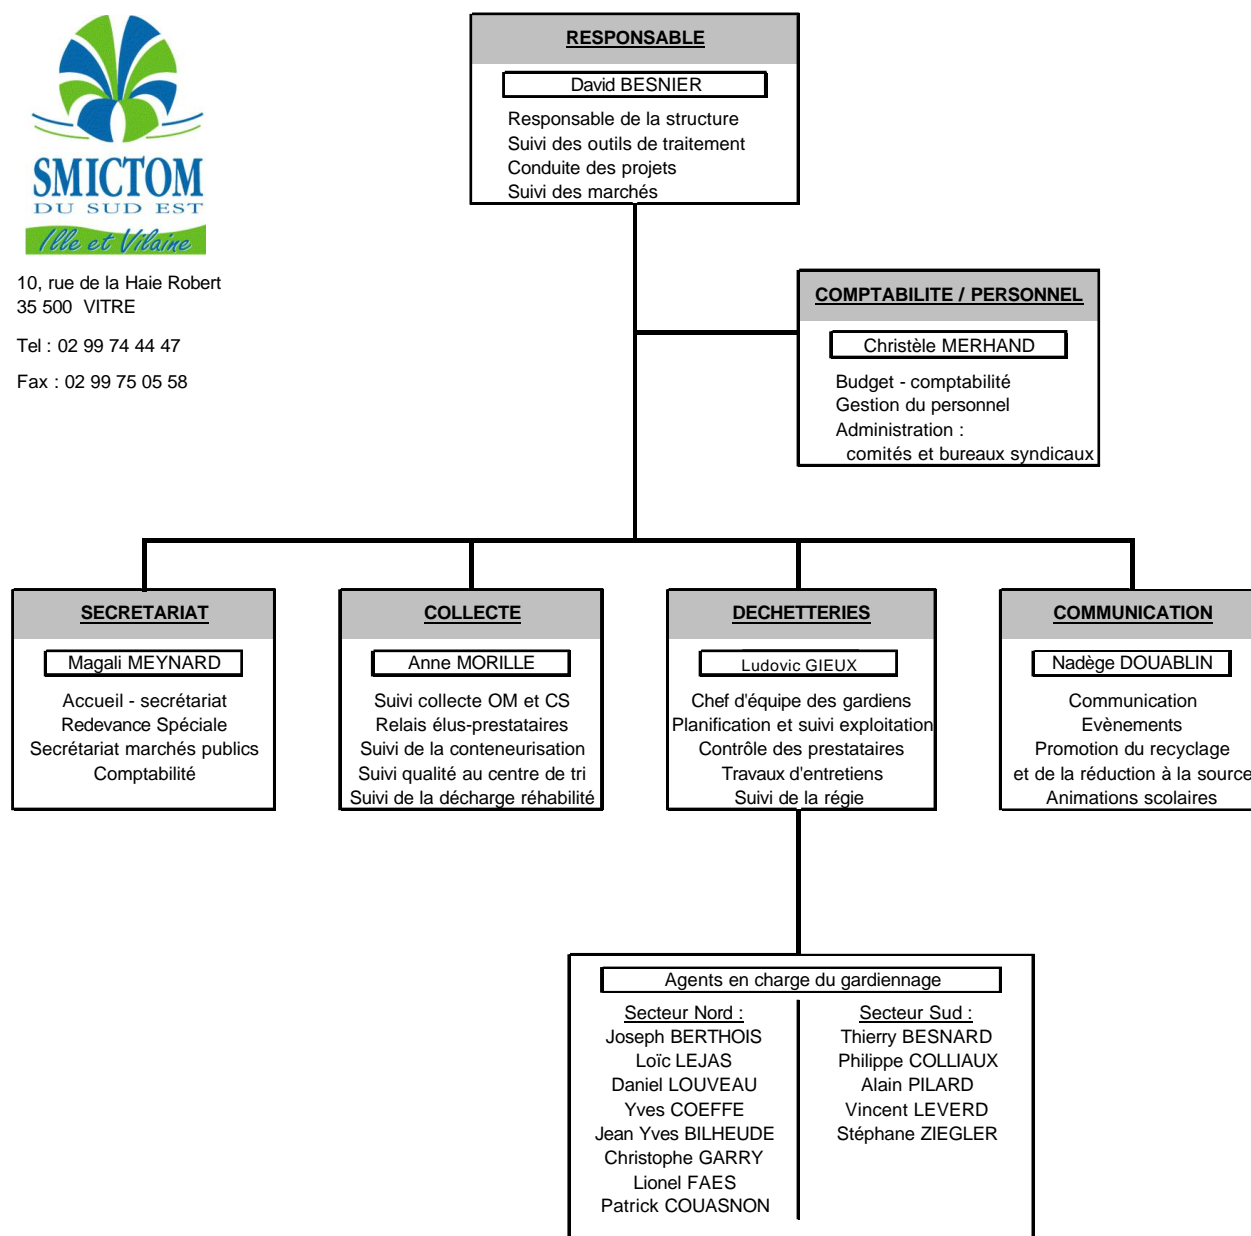 SMICTOM
DU SUD EST
Ille et Vilaine
10, rue de la Haie Robert
35 500 VITRE
Tel : 02 99 74 44 47
Fax : 02 99 75 05 58
RESPONSABLE
David BESNIER
Responsable de la structure
Suivi des outils de traitement
Conduite des projets
Suivi des marchés
COMPTABILITE / PERSONNEL
Christèle MERHAND
Budget - comptabilité
Gestion du personnel
Administration :
comités et bureaux syndicaux
SECRETARIAT
Magali MEYNARD
Accueil - secrétariat
Redevance Spéciale
Secrétariat marchés publics
Comptabilité
COLLECTE
Anne MORILLE
Suivi collecte OM et CS
Relais élus-prestataires
Suivi de la conteneurisation
Suivi qualité au centre de tri
Suivi de la décharge réhabilité
DECHETTERIES
Ludovic GIEUX
Chef d'équipe des gardiens
Planification et suivi exploitation
Contrôle des prestataires
Travaux d'entretiens
Suivi de la régie
COMMUNICATION
Nadège DOUABLIN
Communication
Evènements
Promotion du recyclage
et de la réduction à la source
Animations scolaires
Agents en charge du gardiennage
Secteur Nord :
Joseph BERTHOIS
Loïc LEJAS
Daniel LOUVEAU
Yves COEFFE
Jean Yves BILHEUDE
Christophe GARRY
Lionel FAES
Patrick COUASNON
Secteur Sud :
Thierry BESNARD
Philippe COLLIAUX
Alain PILARD
Vincent LEVERD
Stéphane ZIEGLER